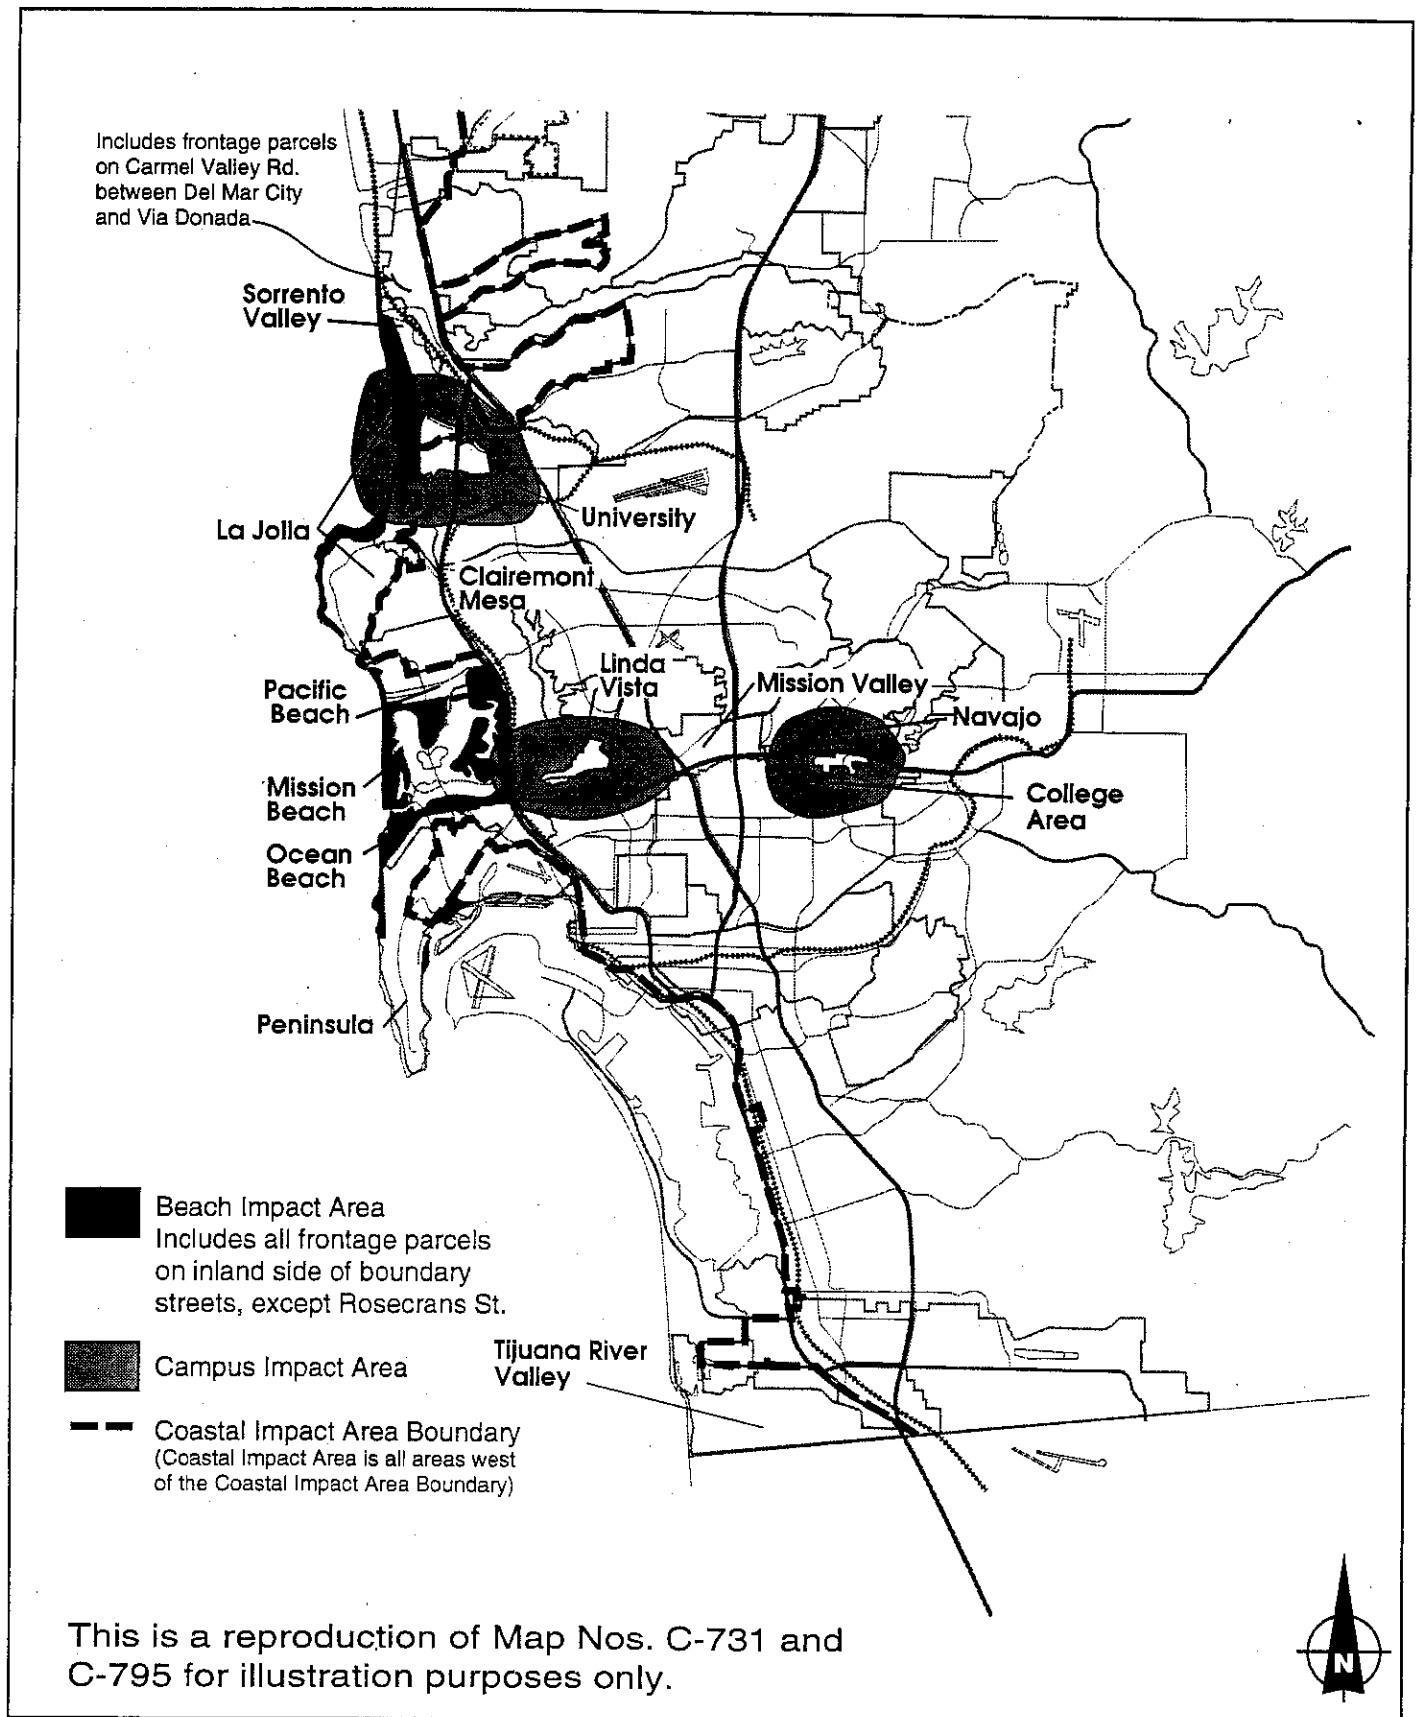 Includes frontage parcels
on Carmel Valley Rd.
between Del Mar City
and Via Donada
Sorrento
Valley
La Jolla
University
Clairemont
Mesa
Linda
Vista
Mission Valley
Pacific
Beach
Navajo
Mission
Beach
College
Area
Ocean
Beach
Peninsula
Beach Impact Area
Includes all frontage parcels
on inland side of boundary
streets, except Rosecrans St.
Campus Impact Area
Tijuana River
Valley
Coastal Impact Area Boundary
(Coastal Impact Area is all areas west
of the Coastal Impact Area Boundary)
This is a reproduction of Map Nos. C-731 and
C-795 for illustration purposes only.
N